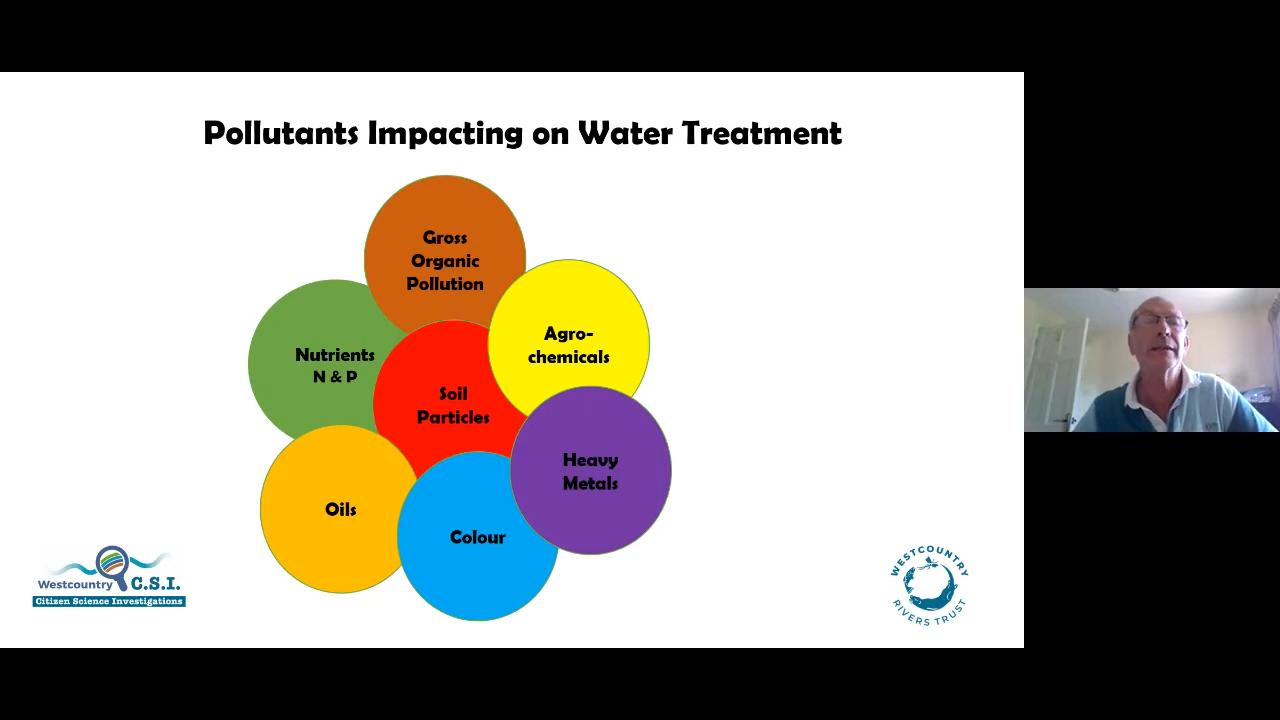 Pollutants Impacting on Water Treatment
Gross
Organic
Pollution
Agro-
chemicals
Nutrients
N & P
Soil
Particles
Heavy
Metals
Oils
Colour
Westcountry C.S.I.
Citizen Science Investigations
WESTCOUNTRY
RIVERS TRUST